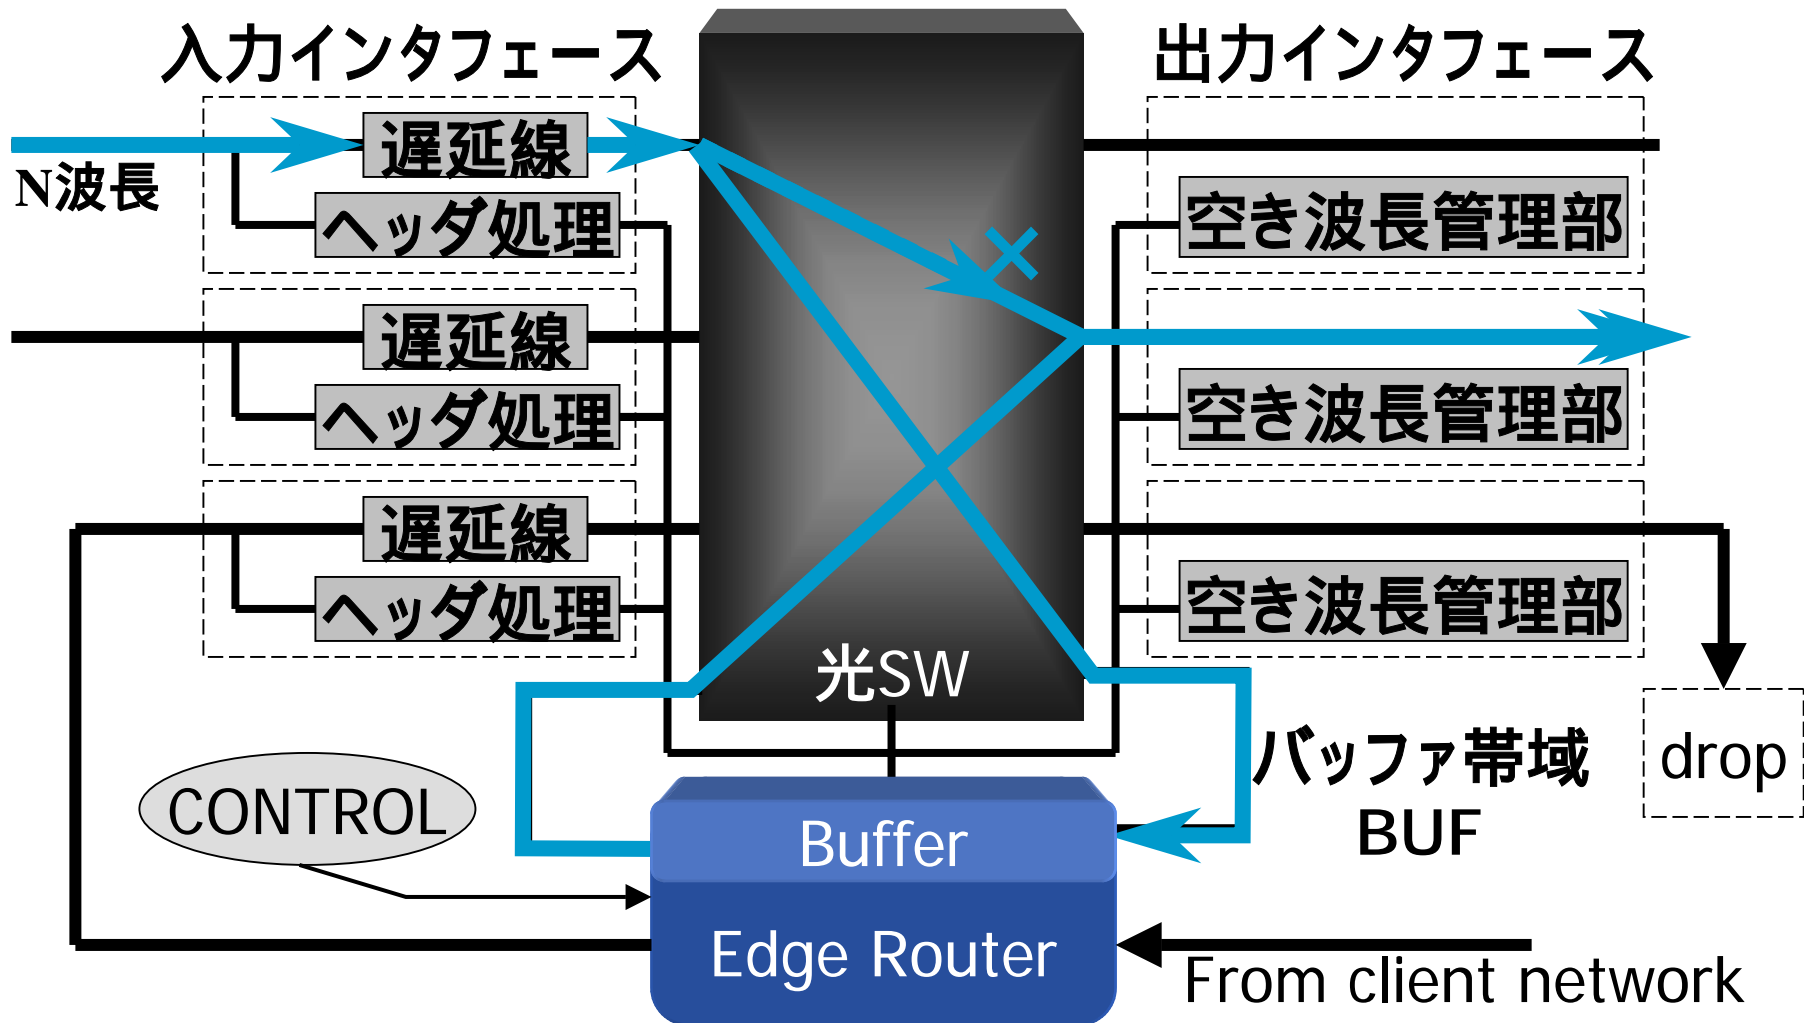 入力インタフェース
出力インタフェース
遅延線
N波長
ヘッダ処理
空き波長管理部
遅延線
ヘッダ処理
空き波長管理部
遅延線
ヘッダ処理
空き波長管理部
光SW
バッファ帯域
BUF
drop
CONTROL
Buffer
Edge Router
From client network